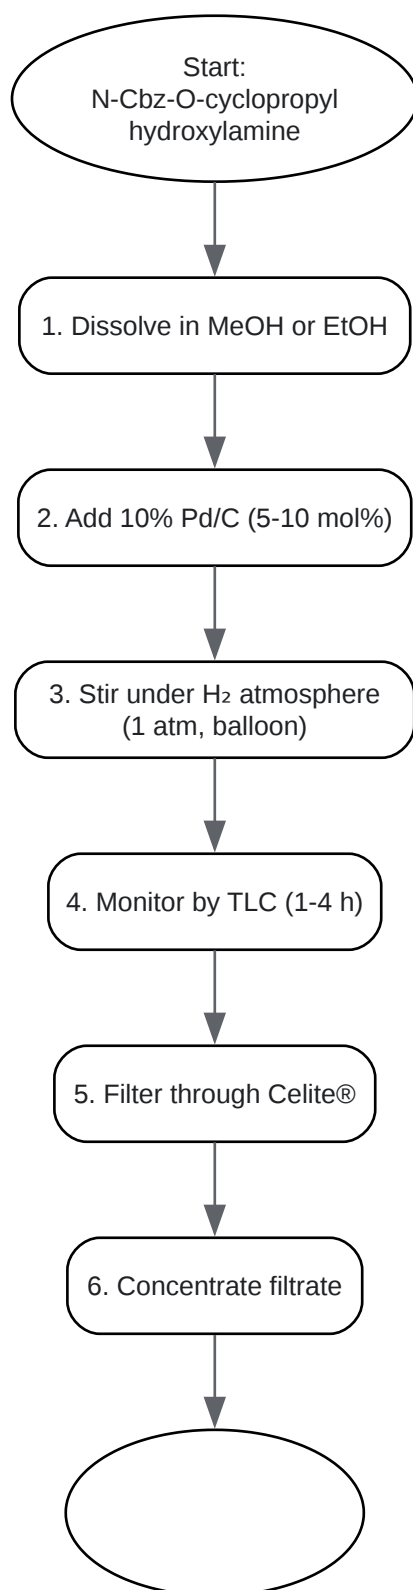 Start:
N-Cbz-O-cyclopropyl
hydroxylamine
1. Dissolve in MeOH or EtOH
2. Add 10% Pd/C (5-10 mol%)
3. Stir under H₂ atmosphere
(1 atm, balloon)
4. Monitor by TLC (1-4 h)
5. Filter through Celite®
6. Concentrate filtrate